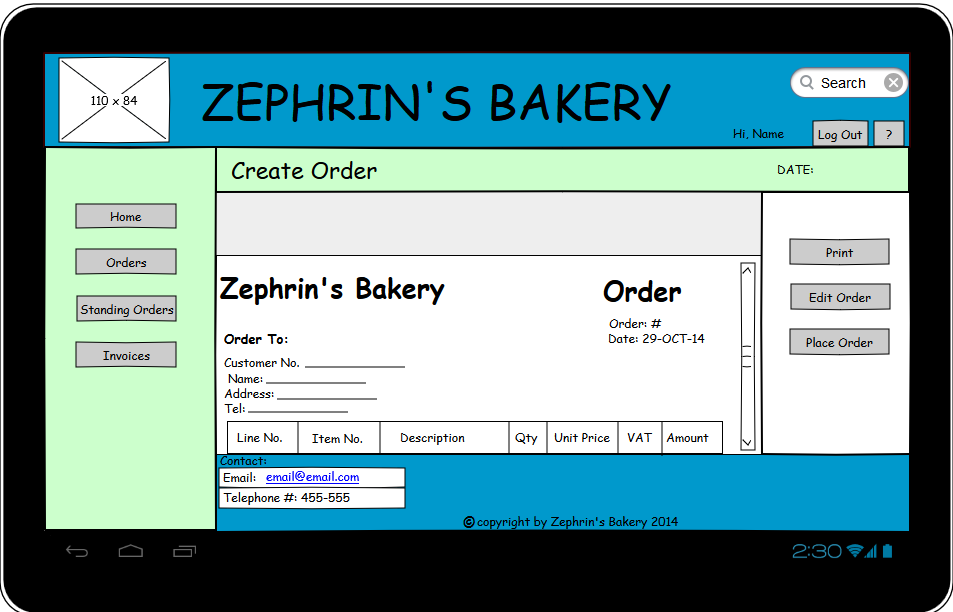 110 x 84
ZEPHRIN'S BAKERY
Search
Hi, Name
Log Out
?
Create Order
DATE:
Home
Orders
Standing Orders
Invoices
Zephrin's Bakery
Order
Order: #
Date: 29-OCT-14
Order To:
Customer No.
Name:
Address:
Tel:
Line No. Item No. Description Qty Unit Price VAT Amount
Print
Edit Order
Place Order
Contact:
Email: email@email.com
Telephone #: 455-555
© copyright by Zephrin's Bakery 2014
2:30